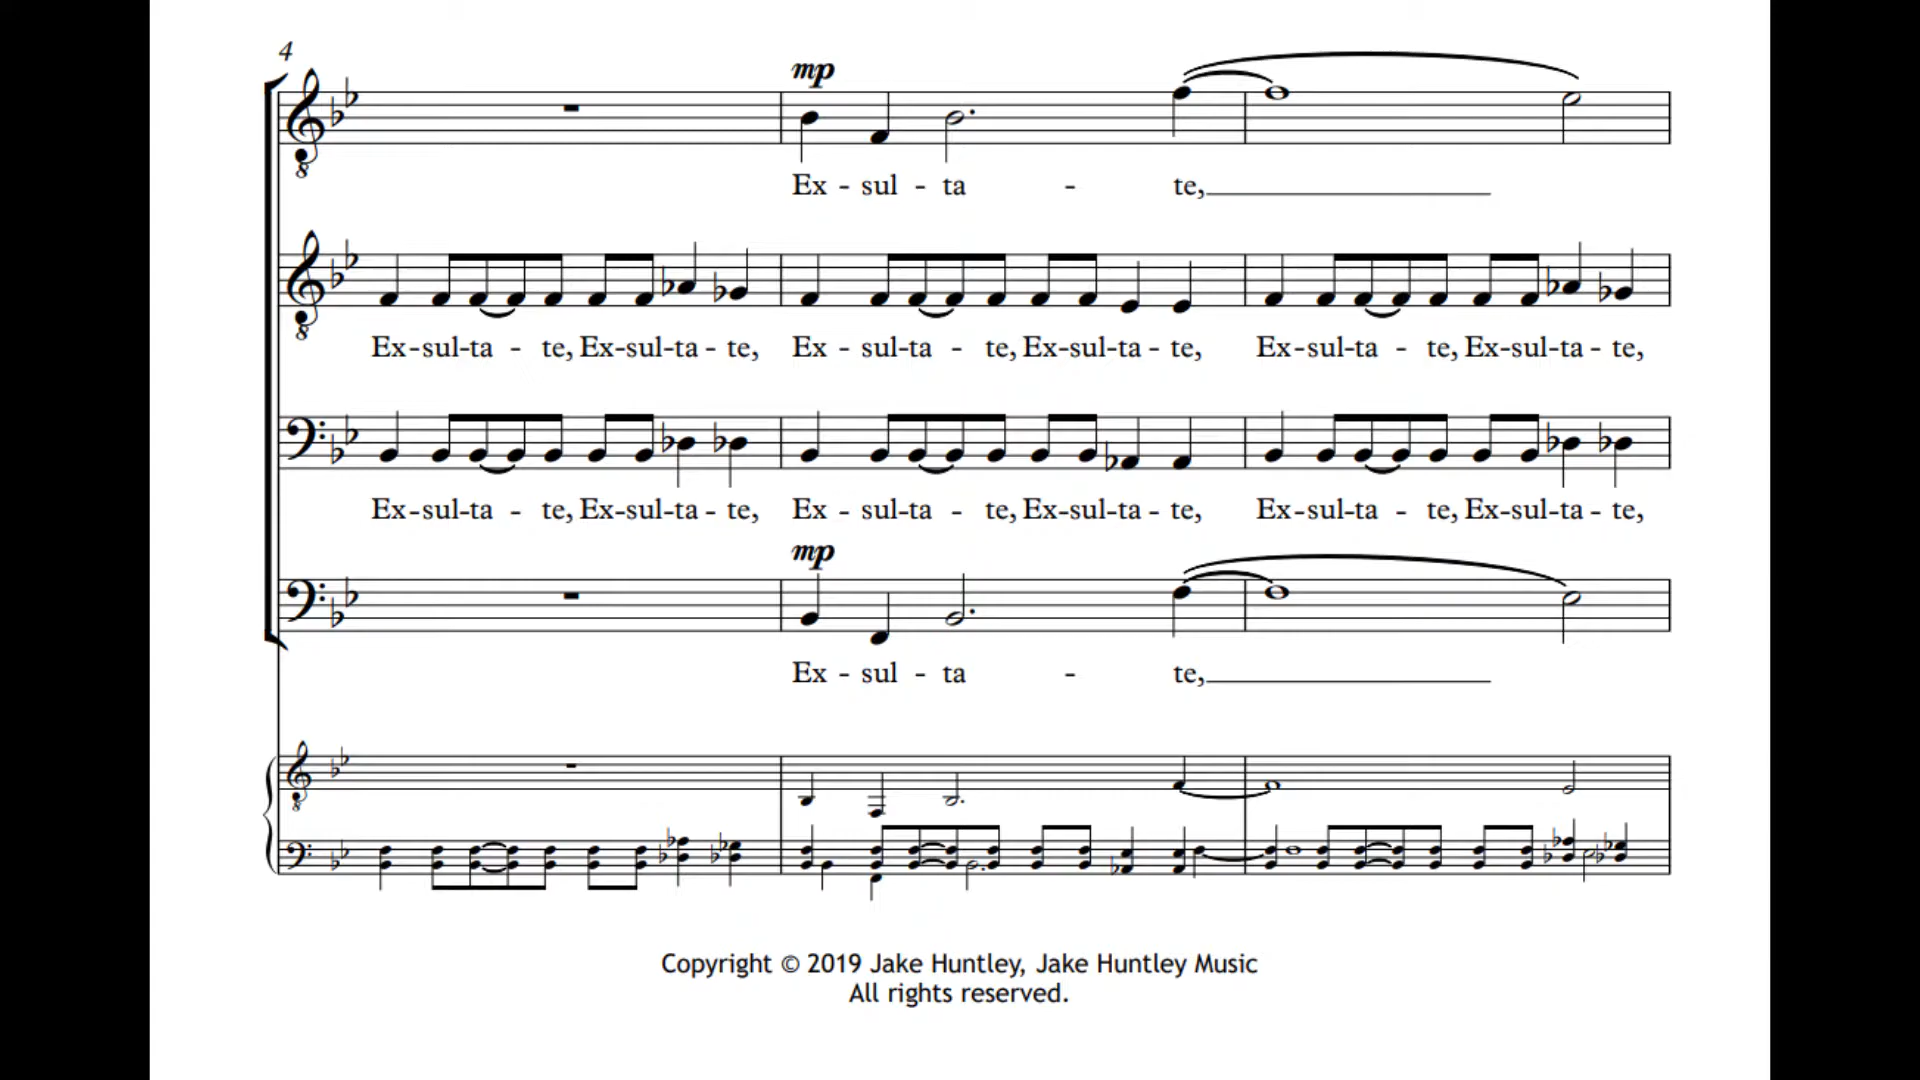 4
mp
Ex - sul - ta - te,
Ex-sul-ta - te, Ex-sul-ta - te, Ex - sul-ta - te, Ex-sul-ta - te, Ex-sul-ta - te, Ex-sul-ta - te,
Ex-sul-ta - te, Ex-sul-ta - te, Ex - sul-ta - te, Ex-sul-ta - te, Ex-sul-ta - te, Ex-sul-ta - te,
mp
Ex - sul - ta - te,
Copyright © 2019 Jake Huntley, Jake Huntley Music
All rights reserved.